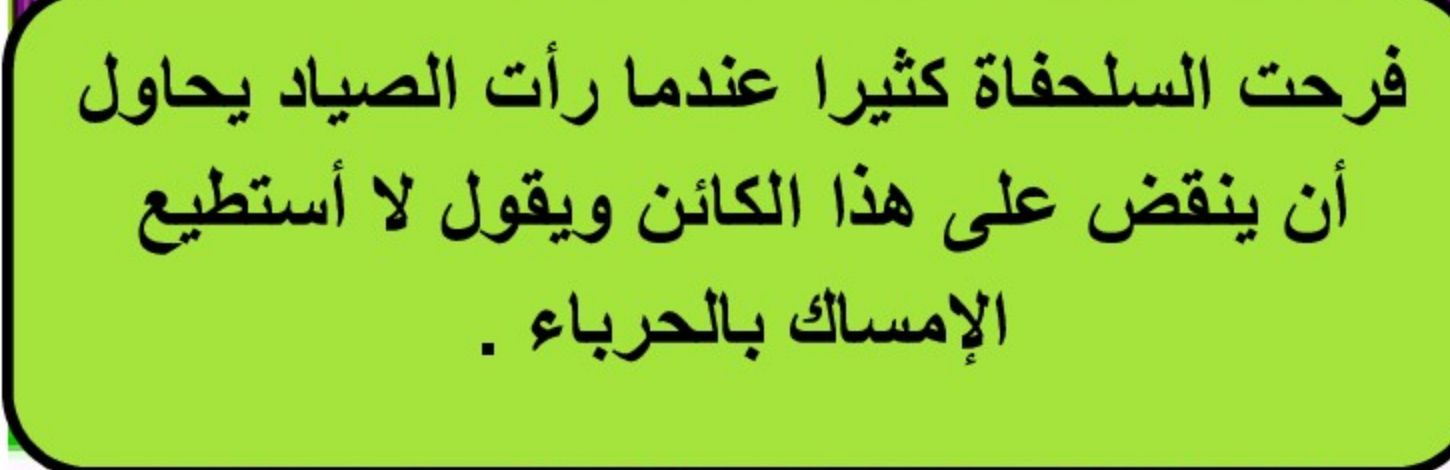 فرحت السلحفاة كثيرا عندما رأت الصياد يحاول
أن ينقض على هذا الكائن ويقول لا أستطيع
الإمساك بالحرباء .